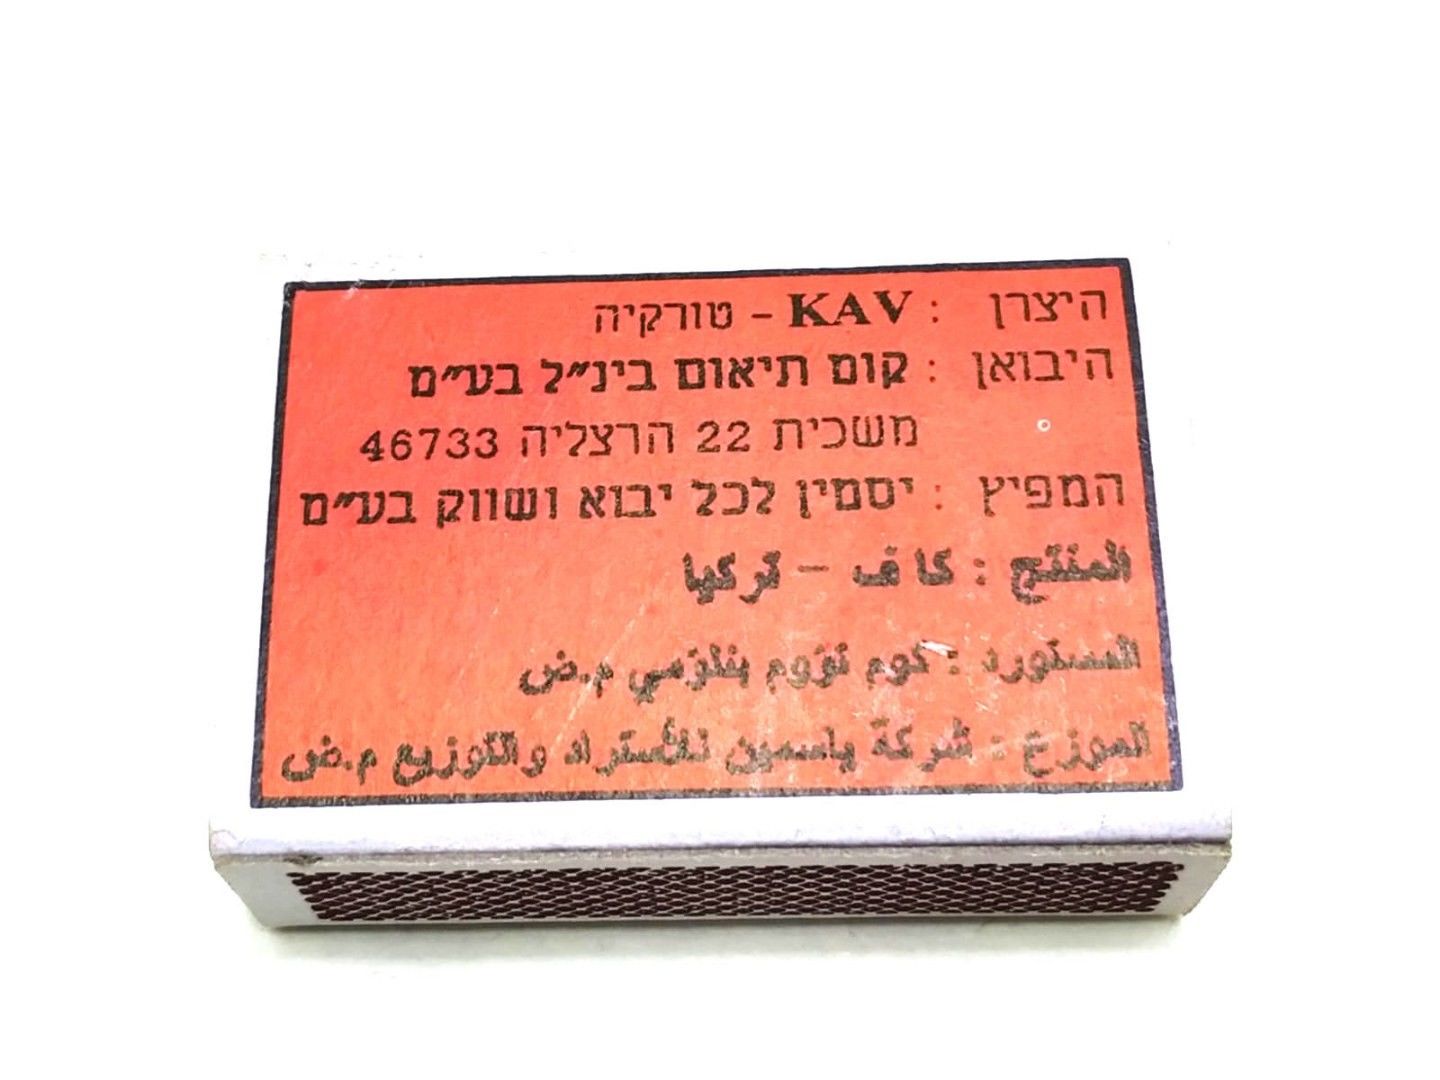 היצרן : KAV - טורקיה
היבואן : קום תיאום בינ״ל בע״מ
משכית 22 הרצליה 46733
המפיץ : יסמין לכל יבוא ושווק בע״מ
المنتج : كاف - تركيا
المستورد : كوم تؤوم بنلؤمي م.ض
الموزع : شركة ياسمين للأستراد والتوزيع م.ض